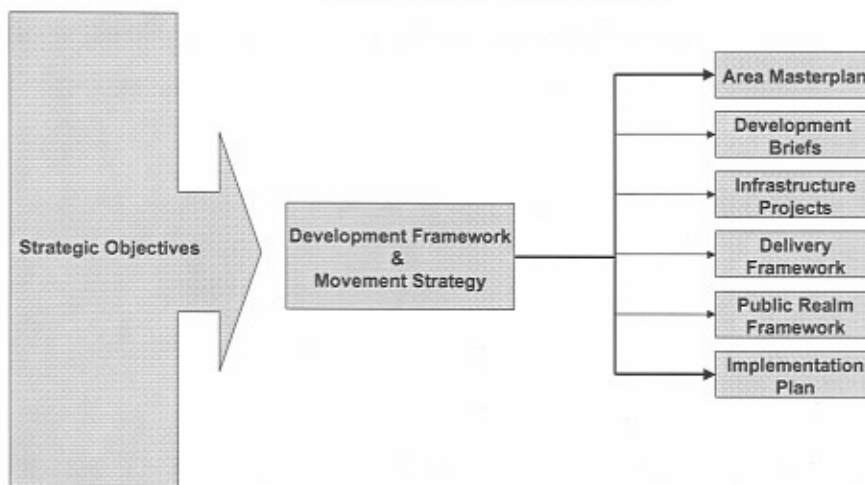 Strategic Objectives
Development Framework
&
Movement Strategy
Area Masterplan
Development
Briefs
Infrastructure
Projects
Delivery
Framework
Public Realm
Framework
Implementation
Plan